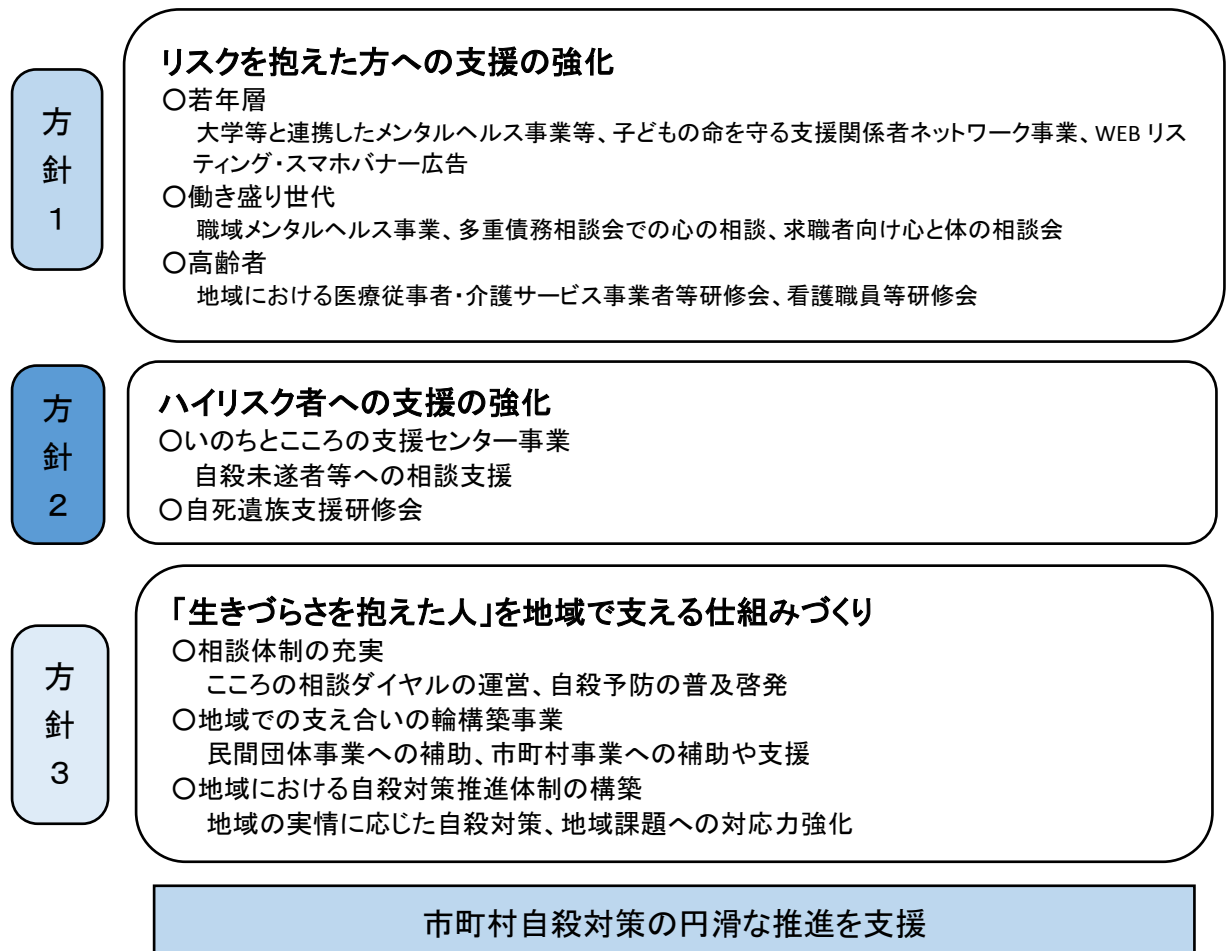 方針1
リスクを抱えた方への支援の強化
〇若年層
大学等と連携したメンタルヘルス事業等、子どもの命を守る支援関係者ネットワーク事業、WEB リス
ティング・スマホバナー広告
〇働き盛り世代
職域メンタルヘルス事業、多重債務相談会での心の相談、求職者向け心と体の相談会
〇高齢者
地域における医療従事者・介護サービス事業者等研修会、看護職員等研修会
方針2
ハイリスク者への支援の強化
〇いのちとこころの支援センター事業
自殺未遂者等への相談支援
〇自死遺族支援研修会
方針3
「生きづらさを抱えた人」を地域で支える仕組みづくり
〇相談体制の充実
こころの相談ダイヤルの運営、自殺予防の普及啓発
〇地域での支え合いの輪構築事業
民間団体事業への補助、市町村事業への補助や支援
〇地域における自殺対策推進体制の構築
地域の実情に応じた自殺対策、地域課題への対応力強化
市町村自殺対策の円滑な推進を支援